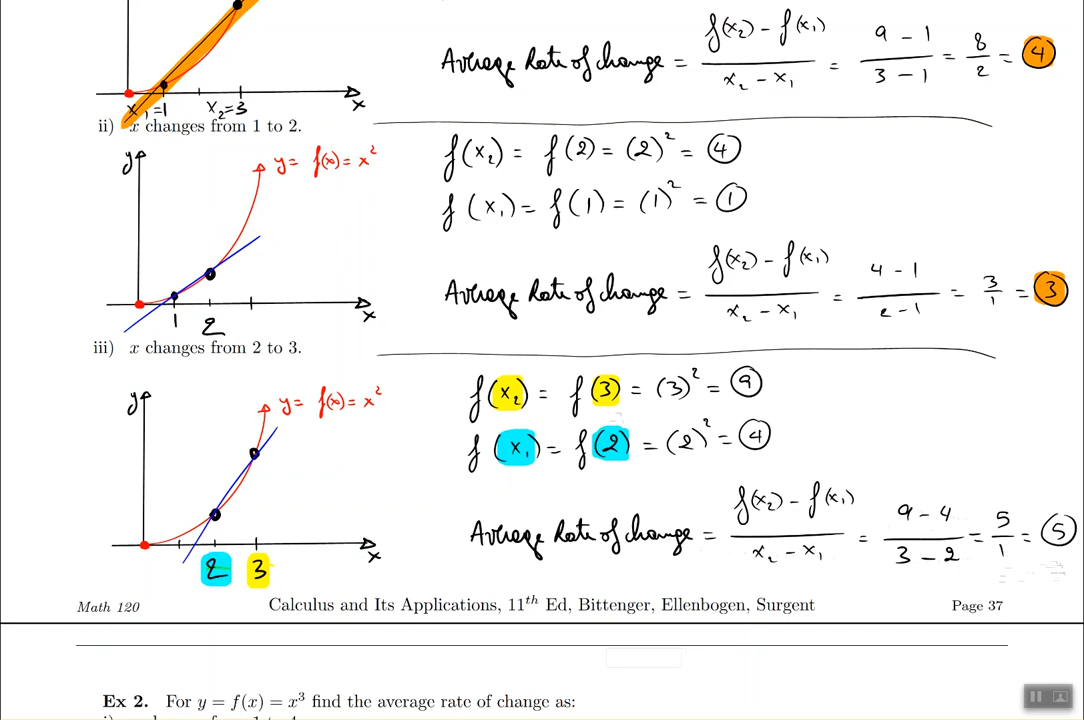 Average Rate of change = f(x₂) - f(x₁) / x₂ - x₁ = 9 - 1 / 3 - 1 = 8/2 = 4
x₁=1 x₂=3 x
ii) x changes from 1 to 2.
y
y = f(x) = x²
f(x₂) = f(2) = (2)² = 4
f(x₁) = f(1) = (1)² = 1
Average Rate of change = f(x₂) - f(x₁) / x₂ - x₁ = 4 - 1 / 2 - 1 = 3/1 = 3
1 2 x
iii) x changes from 2 to 3.
y
y = f(x) = x²
f(x₂) = f(3) = (3)² = 9
f(x₁) = f(2) = (2)² = 4
Average Rate of change = f(x₂) - f(x₁) / x₂ - x₁ = 9 - 4 / 3 - 2 = 5/1 = 5
2 3 x
Math 120 Calculus and Its Applications, 11ᵗʰ Ed, Bittenger, Ellenbogen, Surgent Page 37
Ex 2. For y = f(x) = x³ find the average rate of change as: